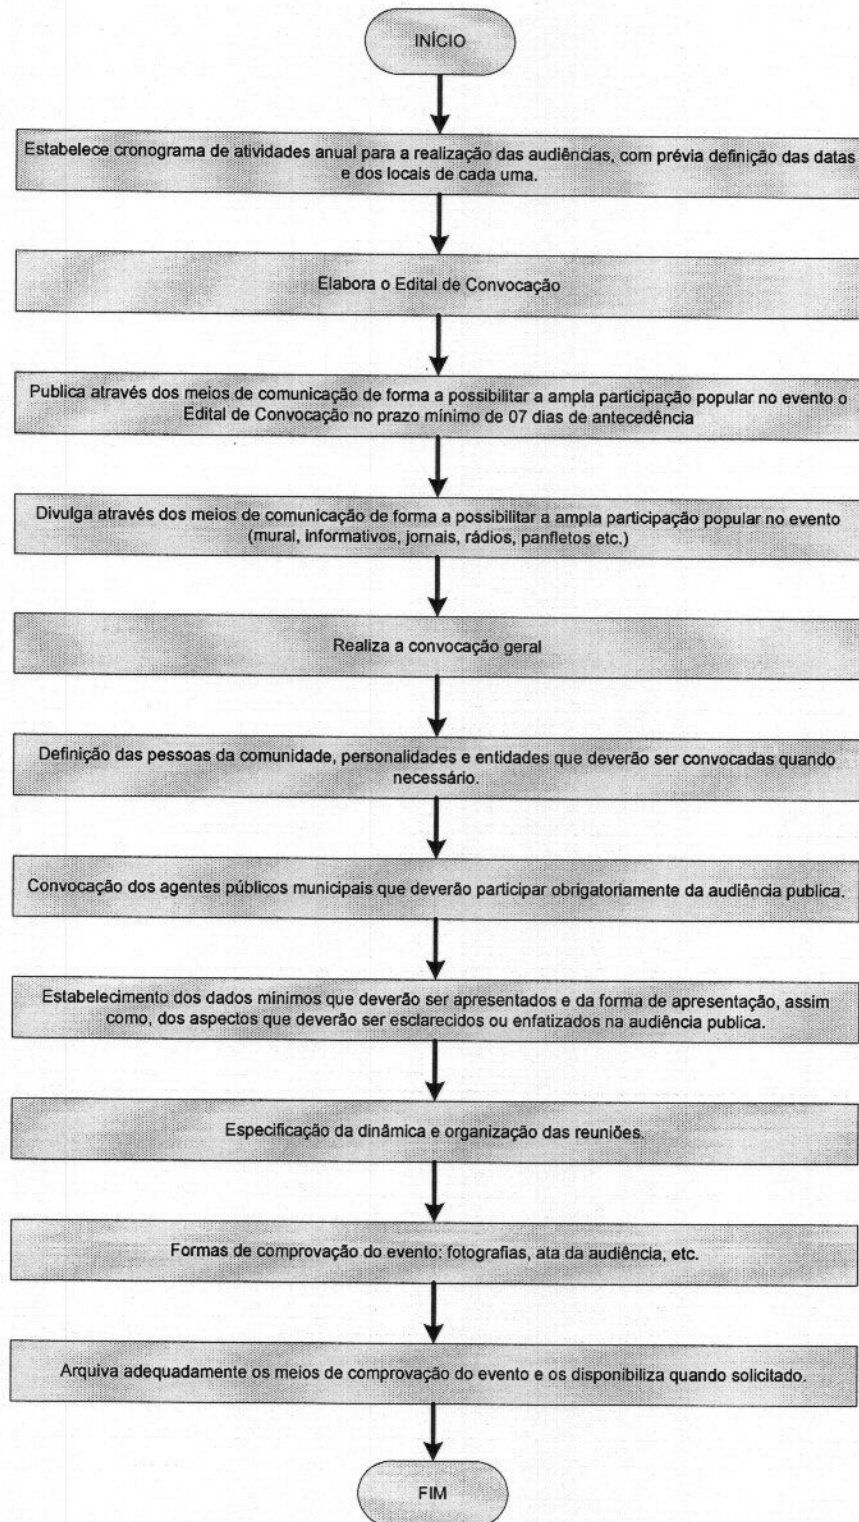 INÍCIO
Estabelece cronograma de atividades anual para a realização das audiências, com prévia definição das datas
e dos locais de cada uma.
Elabora o Edital de Convocação
Publica através dos meios de comunicação de forma a possibilitar a ampla participação popular no evento o
Edital de Convocação no prazo mínimo de 07 dias de antecedência
Divulga através dos meios de comunicação de forma a possibilitar a ampla participação popular no evento
(mural, informativos, jornais, rádios, panfletos etc.)
Realiza a convocação geral
Definição das pessoas da comunidade, personalidades e entidades que deverão ser convocadas quando
necessário.
Convocação dos agentes públicos municipais que deverão participar obrigatoriamente da audiência publica.
Estabelecimento dos dados mínimos que deverão ser apresentados e da forma de apresentação, assim
como, dos aspectos que deverão ser esclarecidos ou enfatizados na audiência publica.
Especificação da dinâmica e organização das reuniões.
Formas de comprovação do evento: fotografias, ata da audiência, etc.
Arquiva adequadamente os meios de comprovação do evento e os disponibiliza quando solicitado.
FIM